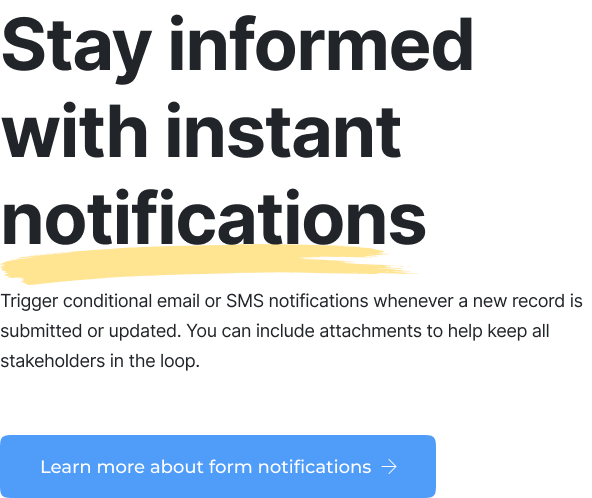 Stay informed
with instant
notifications
Trigger conditional email or SMS notifications whenever a new record is
submitted or updated. You can include attachments to help keep all
stakeholders in the loop.
Learn more about form notifications →